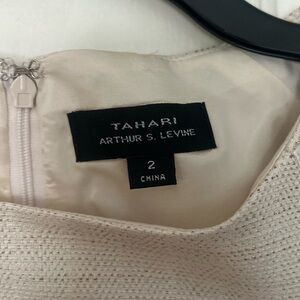 TAHARI
ARTHUR S. LEVINE
2
CHINA